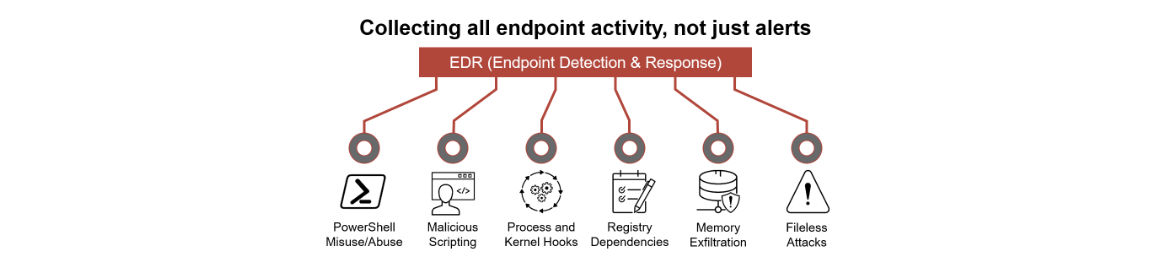 Collecting all endpoint activity, not just alerts
EDR (Endpoint Detection & Response)
PowerShell
Misuse/Abuse
Malicious
Scripting
Process and
Kernel Hooks
Registry
Dependencies
Memory
Exfiltration
Fileless
Attacks